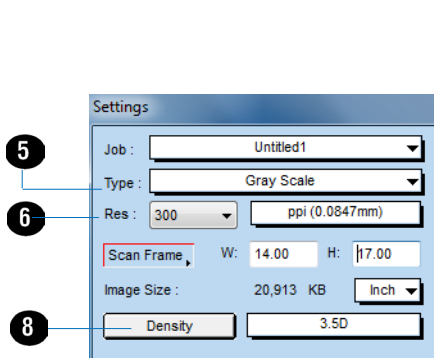 Settings
5
Job : Untitled1
Type : Gray Scale
6
Res : 300 ppi (0.0847mm)
Scan Frame W: 14.00 H: 17.00
Image Size : 20,913 KB Inch
8
Density 3.5D